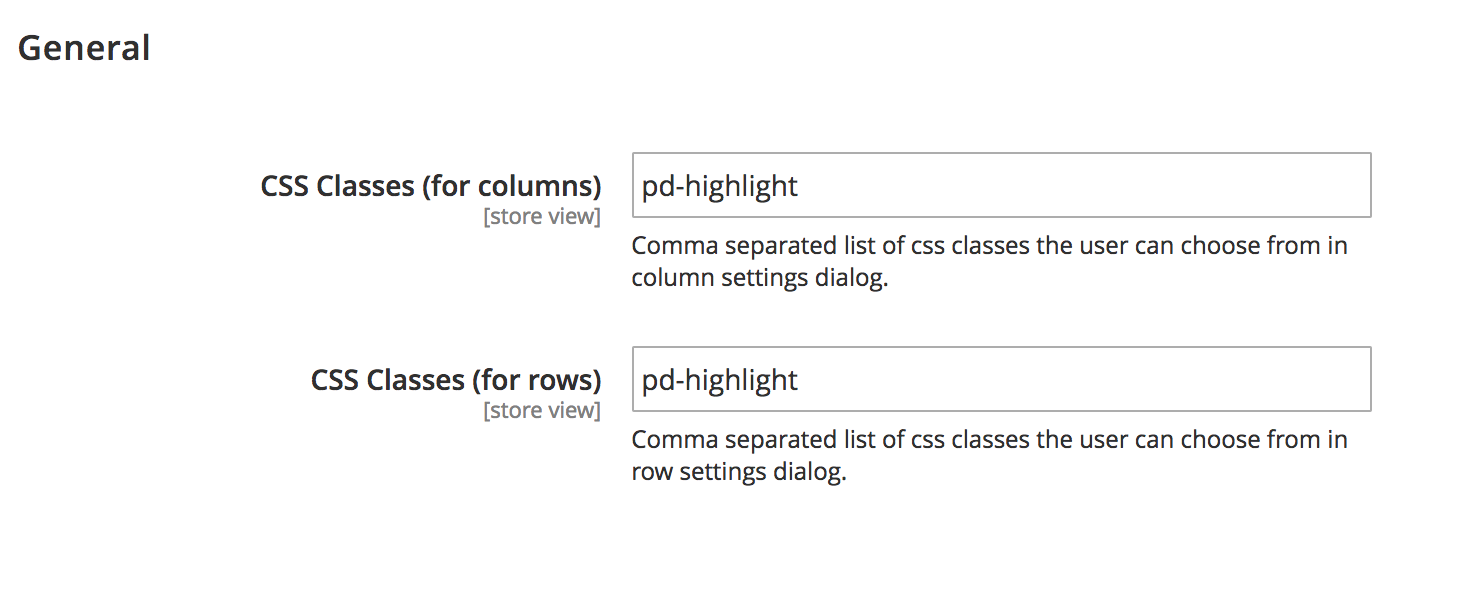 General
CSS Classes (for columns)
[store view]
pd-highlight
Comma separated list of css classes the user can choose from in
column settings dialog.
CSS Classes (for rows)
[store view]
pd-highlight
Comma separated list of css classes the user can choose from in
row settings dialog.